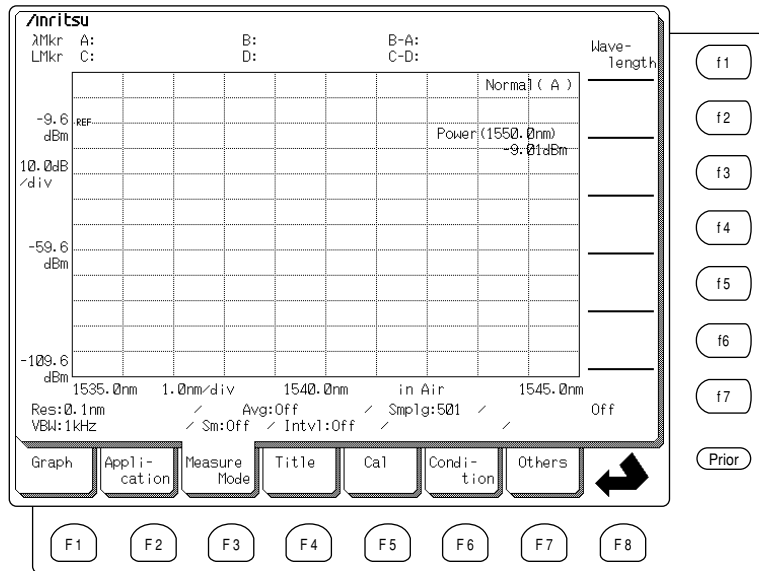 Anritsu
λMkr A: B: B-A:
LMkr C: D: C-D:
Wave-
length
Normal( A )
-9.6
dBm
REF
Power(1550.0nm)
-9.01dBm
10.0dB
/div
-59.6
dBm
-109.6
dBm
1535.0nm 1.0nm/div 1540.0nm in Air 1545.0nm
Res:0.1nm / Avg:Off / Smplg:501 / Off
VBW:1kHz / Sm:Off / Intvl:Off / /
Graph
Appli-
cation
Measure
Mode
Title
Cal
Condi-
tion
Others
f1
f2
f3
f4
f5
f6
f7
Prior
F1 F2 F3 F4 F5 F6 F7 F8